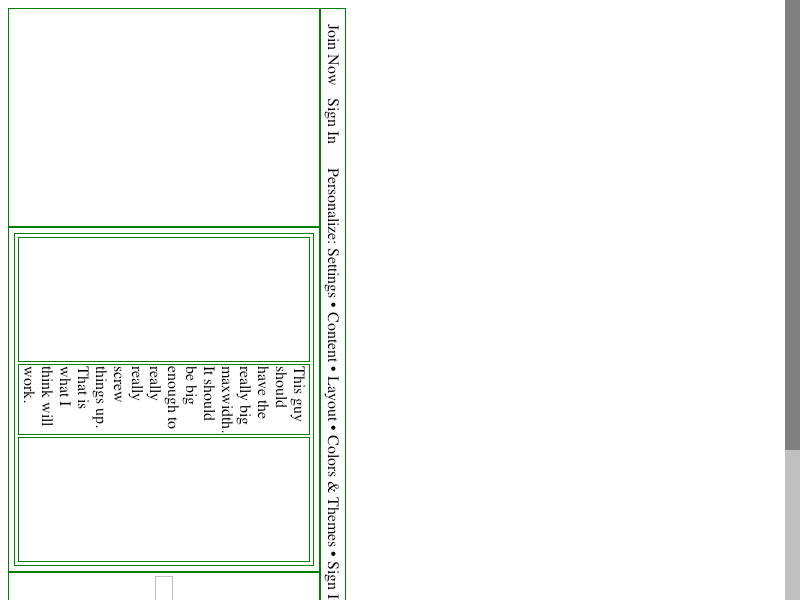 Join Now Sign In Personalize: Settings • Content • Layout • Colors & Themes • Sign
This guy
should
have the
really big
maxwidth.
It should
be big
enough to
really
really
screw
things up.
That is
what I
think will
work.